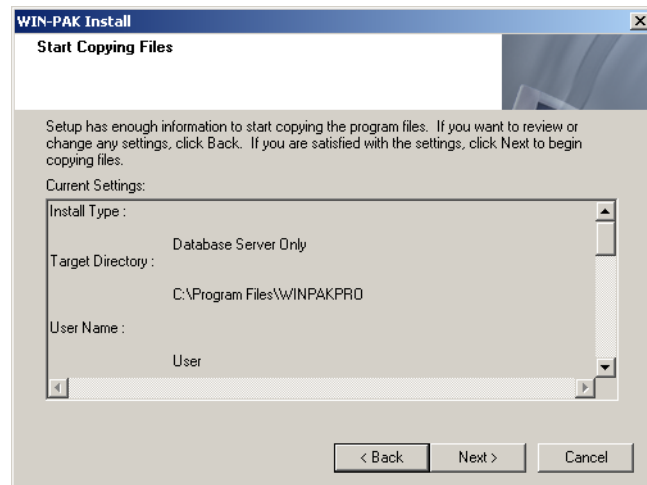 WIN-PAK Install
Start Copying Files
Setup has enough information to start copying the program files. If you want to review or
change any settings, click Back. If you are satisfied with the settings, click Next to begin
copying files.
Current Settings:
Install Type :
Database Server Only
Target Directory :
C:\Program Files\WINPAKPRO
User Name :
User
< Back
Next >
Cancel